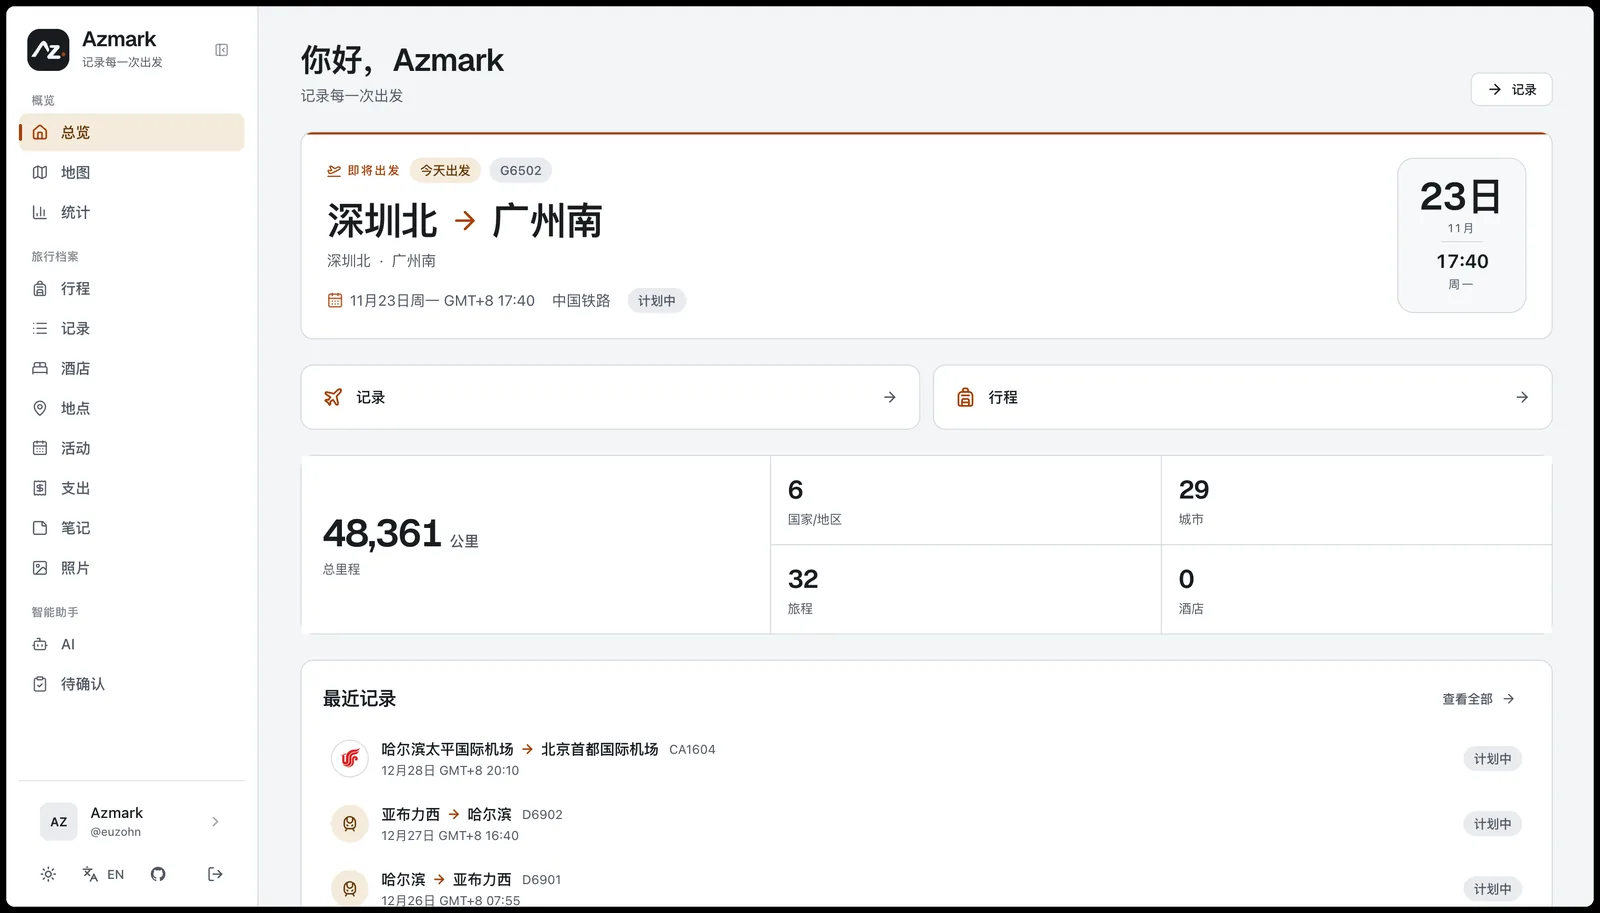 Azmark
记录每一次出发
概览
总览
地图
统计
旅行档案
行程
记录
酒店
地点
活动
支出
笔记
照片
智能助手
AI
待确认
AZ
Azmark
@euzohn
EN
你好，Azmark
记录每一次出发
记录
即将出发 今天出发 G6502
深圳北 → 广州南
深圳北 · 广州南
11月23日周一 GMT+8 17:40 中国铁路 计划中
23日
11月
17:40
周一
记录
行程
48,361 公里
总里程
6
国家/地区
29
城市
32
旅程
0
酒店
最近记录
查看全部
哈尔滨太平国际机场 → 北京首都国际机场 CA1604
12月28日 GMT+8 20:10
计划中
亚布力西 → 哈尔滨 D6902
12月27日 GMT+8 16:40
计划中
哈尔滨 → 亚布力西 D6901
12月26日 GMT+8 07:55
计划中